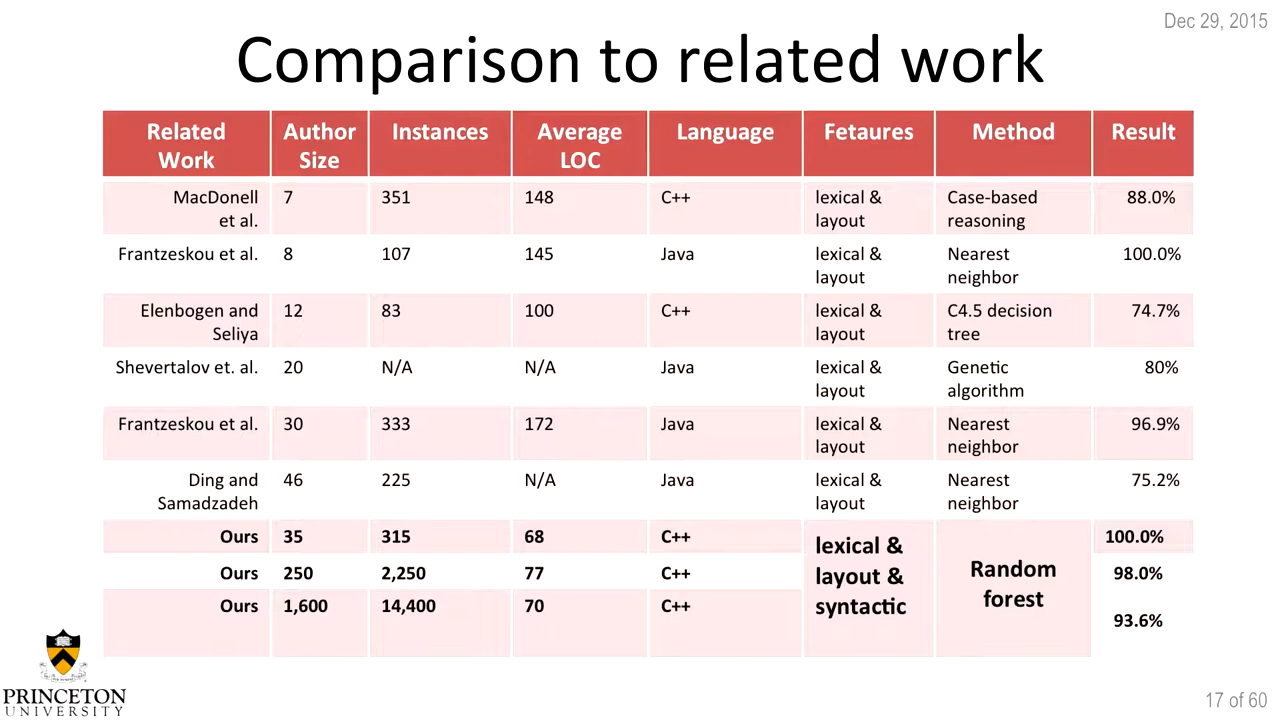 Dec 29, 2015
Comparison to related work
Related Work Author Size Instances Average LOC Language Fetaures Method Result
MacDonell et al. 7 351 148 C++ lexical & layout Case-based reasoning 88.0%
Frantzeskou et al. 8 107 145 Java lexical & layout Nearest neighbor 100.0%
Elenbogen and Seliya 12 83 100 C++ lexical & layout C4.5 decision tree 74.7%
Shevertalov et. al. 20 N/A N/A Java lexical & layout Genetic algorithm 80%
Frantzeskou et al. 30 333 172 Java lexical & layout Nearest neighbor 96.9%
Ding and Samadzadeh 46 225 N/A Java lexical & layout Nearest neighbor 75.2%
Ours 35 315 68 C++ lexical & layout & syntactic Random forest 100.0%
Ours 250 2,250 77 C++ 98.0%
Ours 1,600 14,400 70 C++ 93.6%
PRINCETON
UNIVERSITY
17 of 60